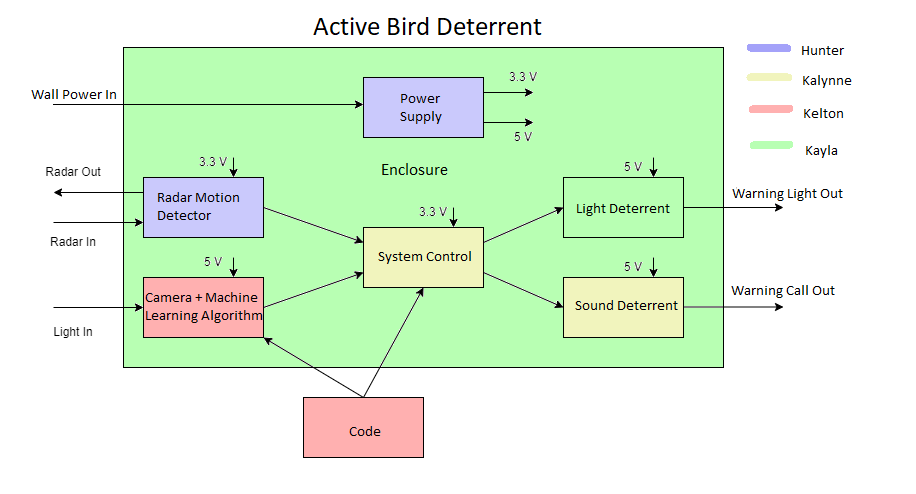 Active Bird Deterrent
Hunter
Kalynne
Kelton
Kayla
Wall Power In
Power
Supply
3.3 V
5 V
Enclosure
Radar Out
Radar In
3.3 V
Radar Motion
Detector
3.3 V
System Control
5 V
Light Deterrent
Warning Light Out
5 V
Camera + Machine
Learning Algorithm
Light In
5 V
Sound Deterrent
Warning Call Out
Code